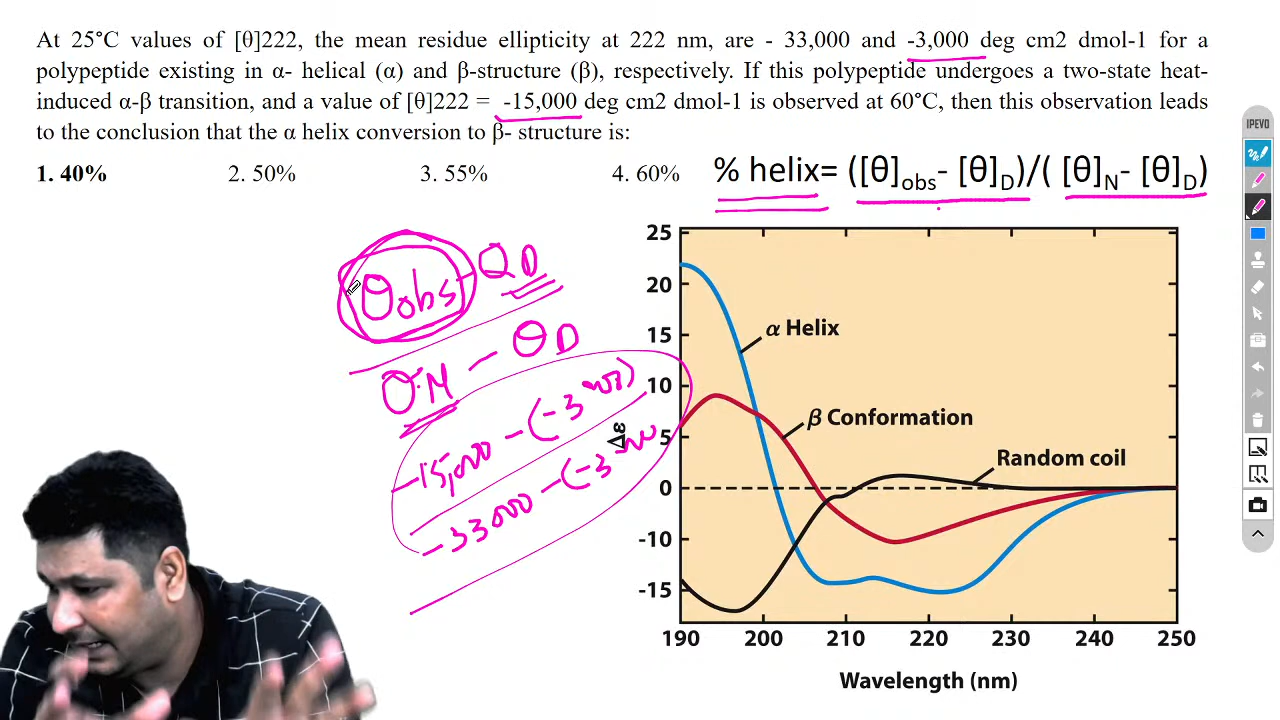 At 25°C values of [θ]222, the mean residue ellipticity at 222 nm, are - 33,000 and -3,000 deg cm2 dmol-1 for a
polypeptide existing in α- helical (α) and β-structure (β), respectively. If this polypeptide undergoes a two-state heat-
induced α-β transition, and a value of [θ]222 = -15,000 deg cm2 dmol-1 is observed at 60°C, then this observation leads
to the conclusion that the α helix conversion to β- structure is:
1. 40% 2. 50% 3. 55% 4. 60%
% helix= ([θ]obs- [θ]D)/( [θ]N- [θ]D)
θobs - θD
θN - θD
-15,000 - (-3000)
-33000 - (-3000)
25
20
15
10
5
0
-10
-15
Δε
α Helix
β Conformation
Random coil
190 200 210 220 230 240 250
Wavelength (nm)
IPEVO